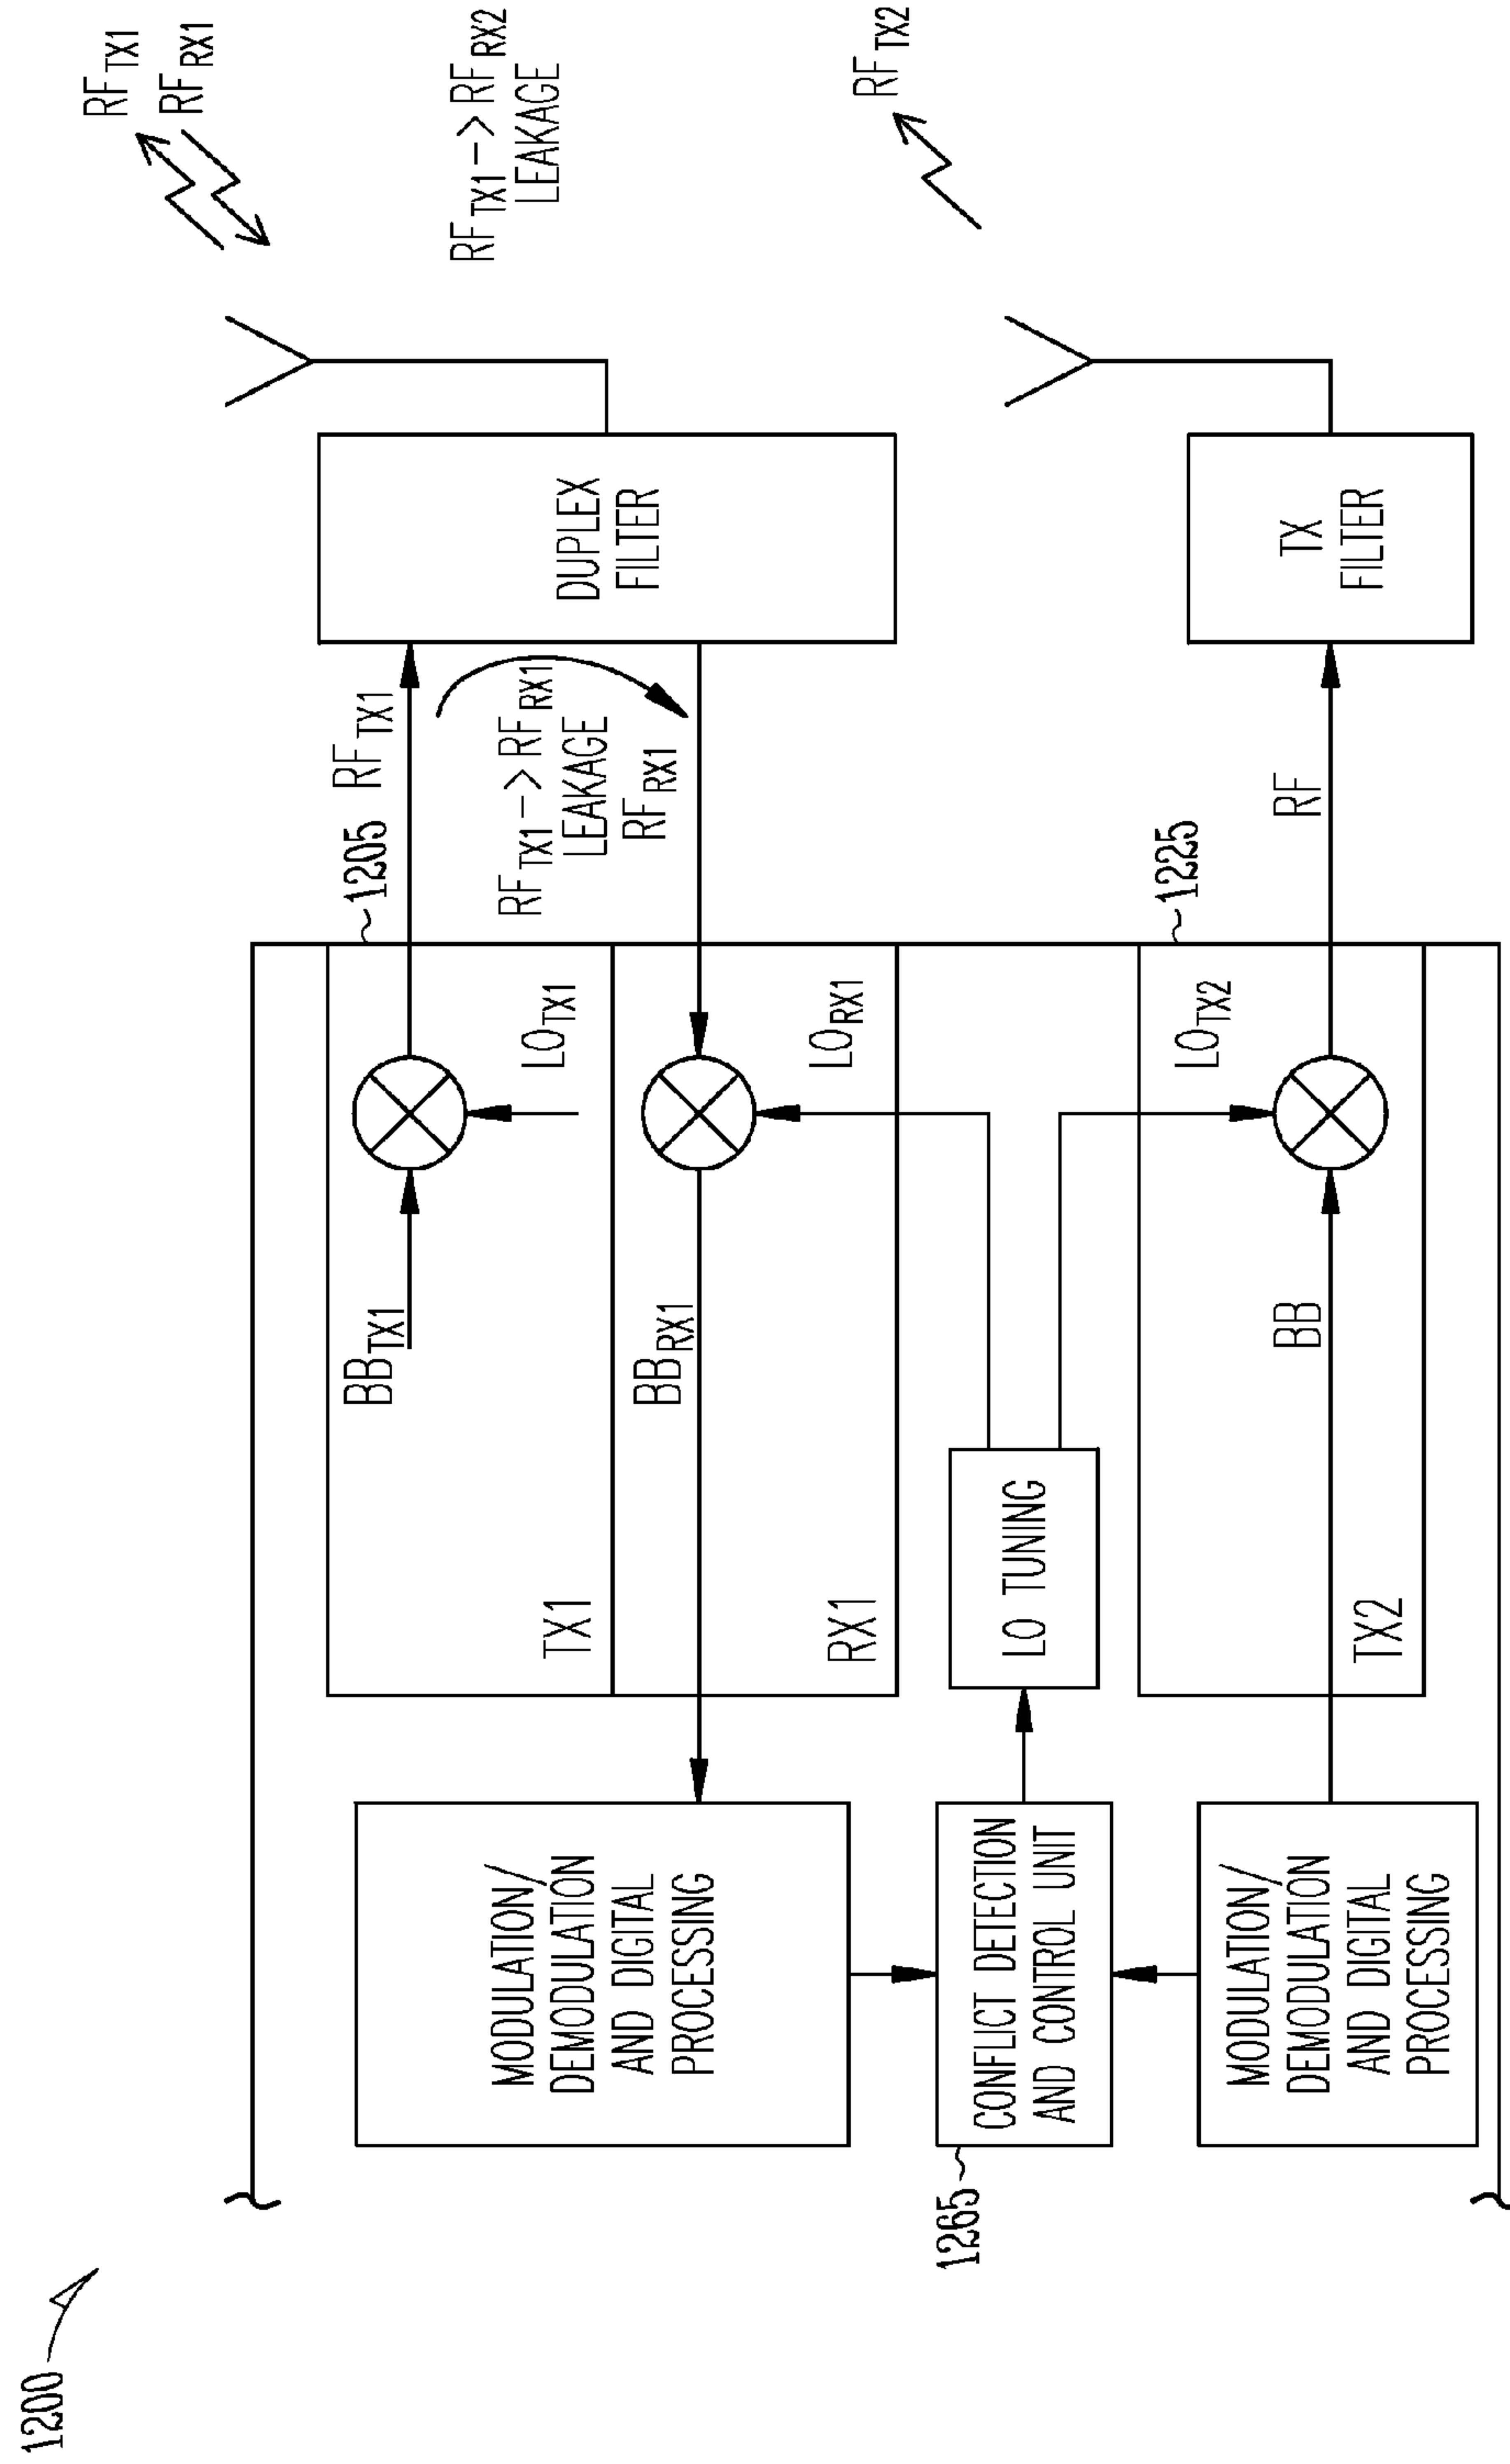 1200
MODULATION/
DEMODULATION
AND DIGITAL
PROCESSING
BB_TX1
LO_TX1
TX1
1205
RF_TX1
BB_RX1
LO_RX1
RX1
RF_TX1->RF_RX1
LEAKAGE
RF_RX1
DUPLEX
FILTER
RF_TX1
RF_RX1
RF_TX1->RF_RX2
LEAKAGE
1265
CONFLICT DETECTION
AND CONTROL UNIT
LO TUNING
MODULATION/
DEMODULATION
AND DIGITAL
PROCESSING
BB
LO_TX2
TX2
1225
RF
TX
FILTER
RF_TX2